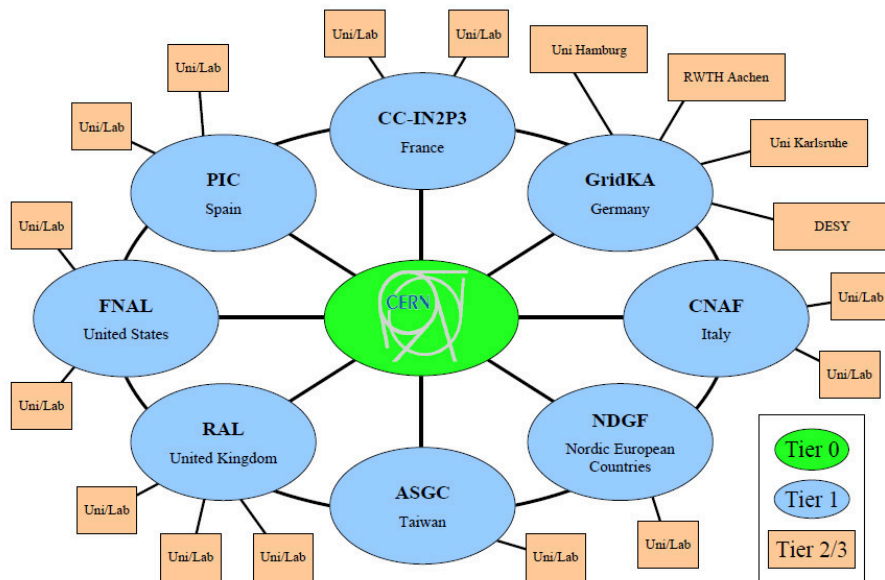 Uni/Lab
Uni/Lab
Uni Hamburg
Uni/Lab
RWTH Aachen
Uni/Lab
CC-IN2P3
France
Uni Karlsruhe
PIC
Spain
GridKA
Germany
Uni/Lab
DESY
CERN
FNAL
United States
CNAF
Italy
Uni/Lab
Uni/Lab
Uni/Lab
RAL
United Kingdom
NDGF
Nordic European
Countries
ASGC
Taiwan
Uni/Lab
Uni/Lab
Uni/Lab
Uni/Lab
Uni/Lab
Tier 0
Tier 1
Tier 2/3